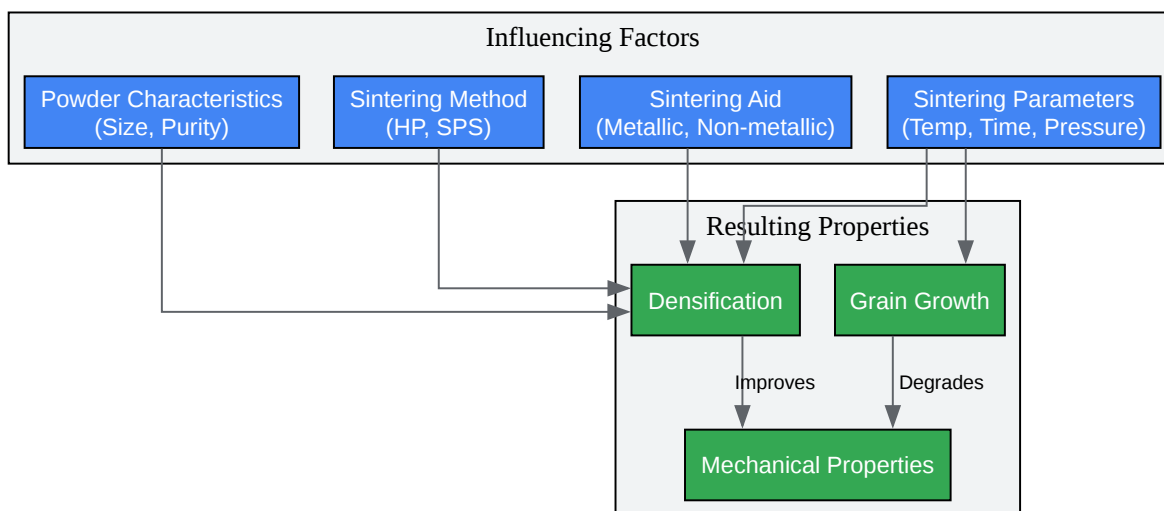 Influencing Factors
Powder Characteristics
(Size, Purity)
Sintering Method
(HP, SPS)
Sintering Aid
(Metallic, Non-metallic)
Sintering Parameters
(Temp, Time, Pressure)
Resulting Properties
Densification
Grain Growth
Improves
Degrades
Mechanical Properties